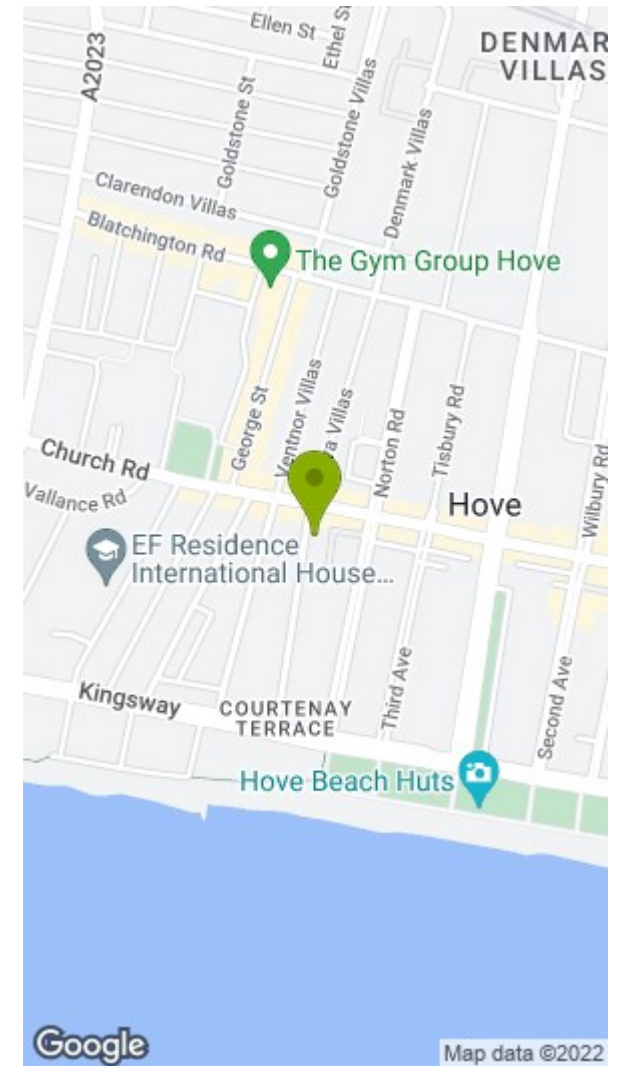 Ellen St
Ethel St
DENMAR
VILLAS
A2023
Goldstone St
Goldstone Villas
Denmark Villas
Clarendon Villas
Blatchington Rd
The Gym Group Hove
George St
Ventnor Villas
a Villas
Norton Rd
Tisbury Rd
Wilbury Rd
Church Rd
Vallance Rd
Hove
EF Residence
International House...
Kingsway
COURTENAY
TERRACE
Third Ave
Second Ave
Hove Beach Huts
Google
Map data ©2022